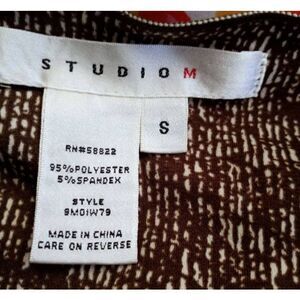 STUDIO M
S
RN#58822
95%POLYESTER
5%SPANDEX
STYLE
9M01W79
MADE IN CHINA
CARE ON REVERSE